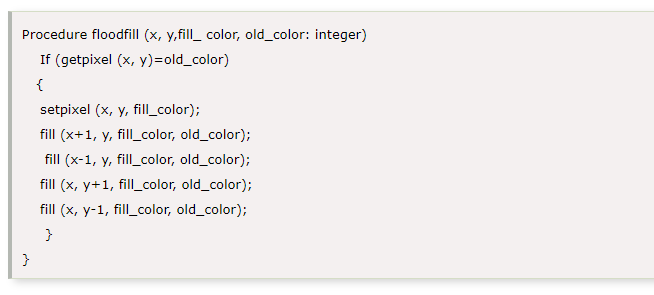 Procedure floodfill (x, y,fill_ color, old_color: integer)
If (getpixel (x, y)=old_color)
{
setpixel (x, y, fill_color);
fill (x+1, y, fill_color, old_color);
fill (x-1, y, fill_color, old_color);
fill (x, y+1, fill_color, old_color);
fill (x, y-1, fill_color, old_color);
}
}